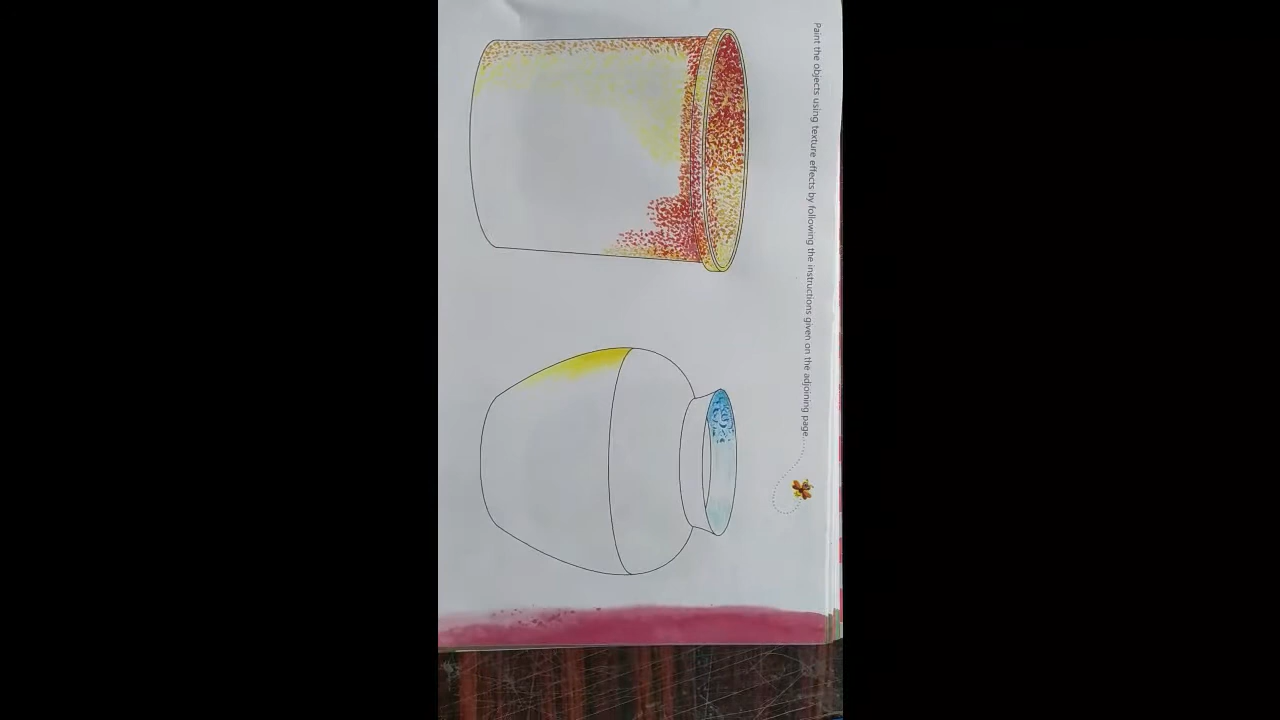 Paint the objects using texture effects by following the instructions given on the adjoining page.